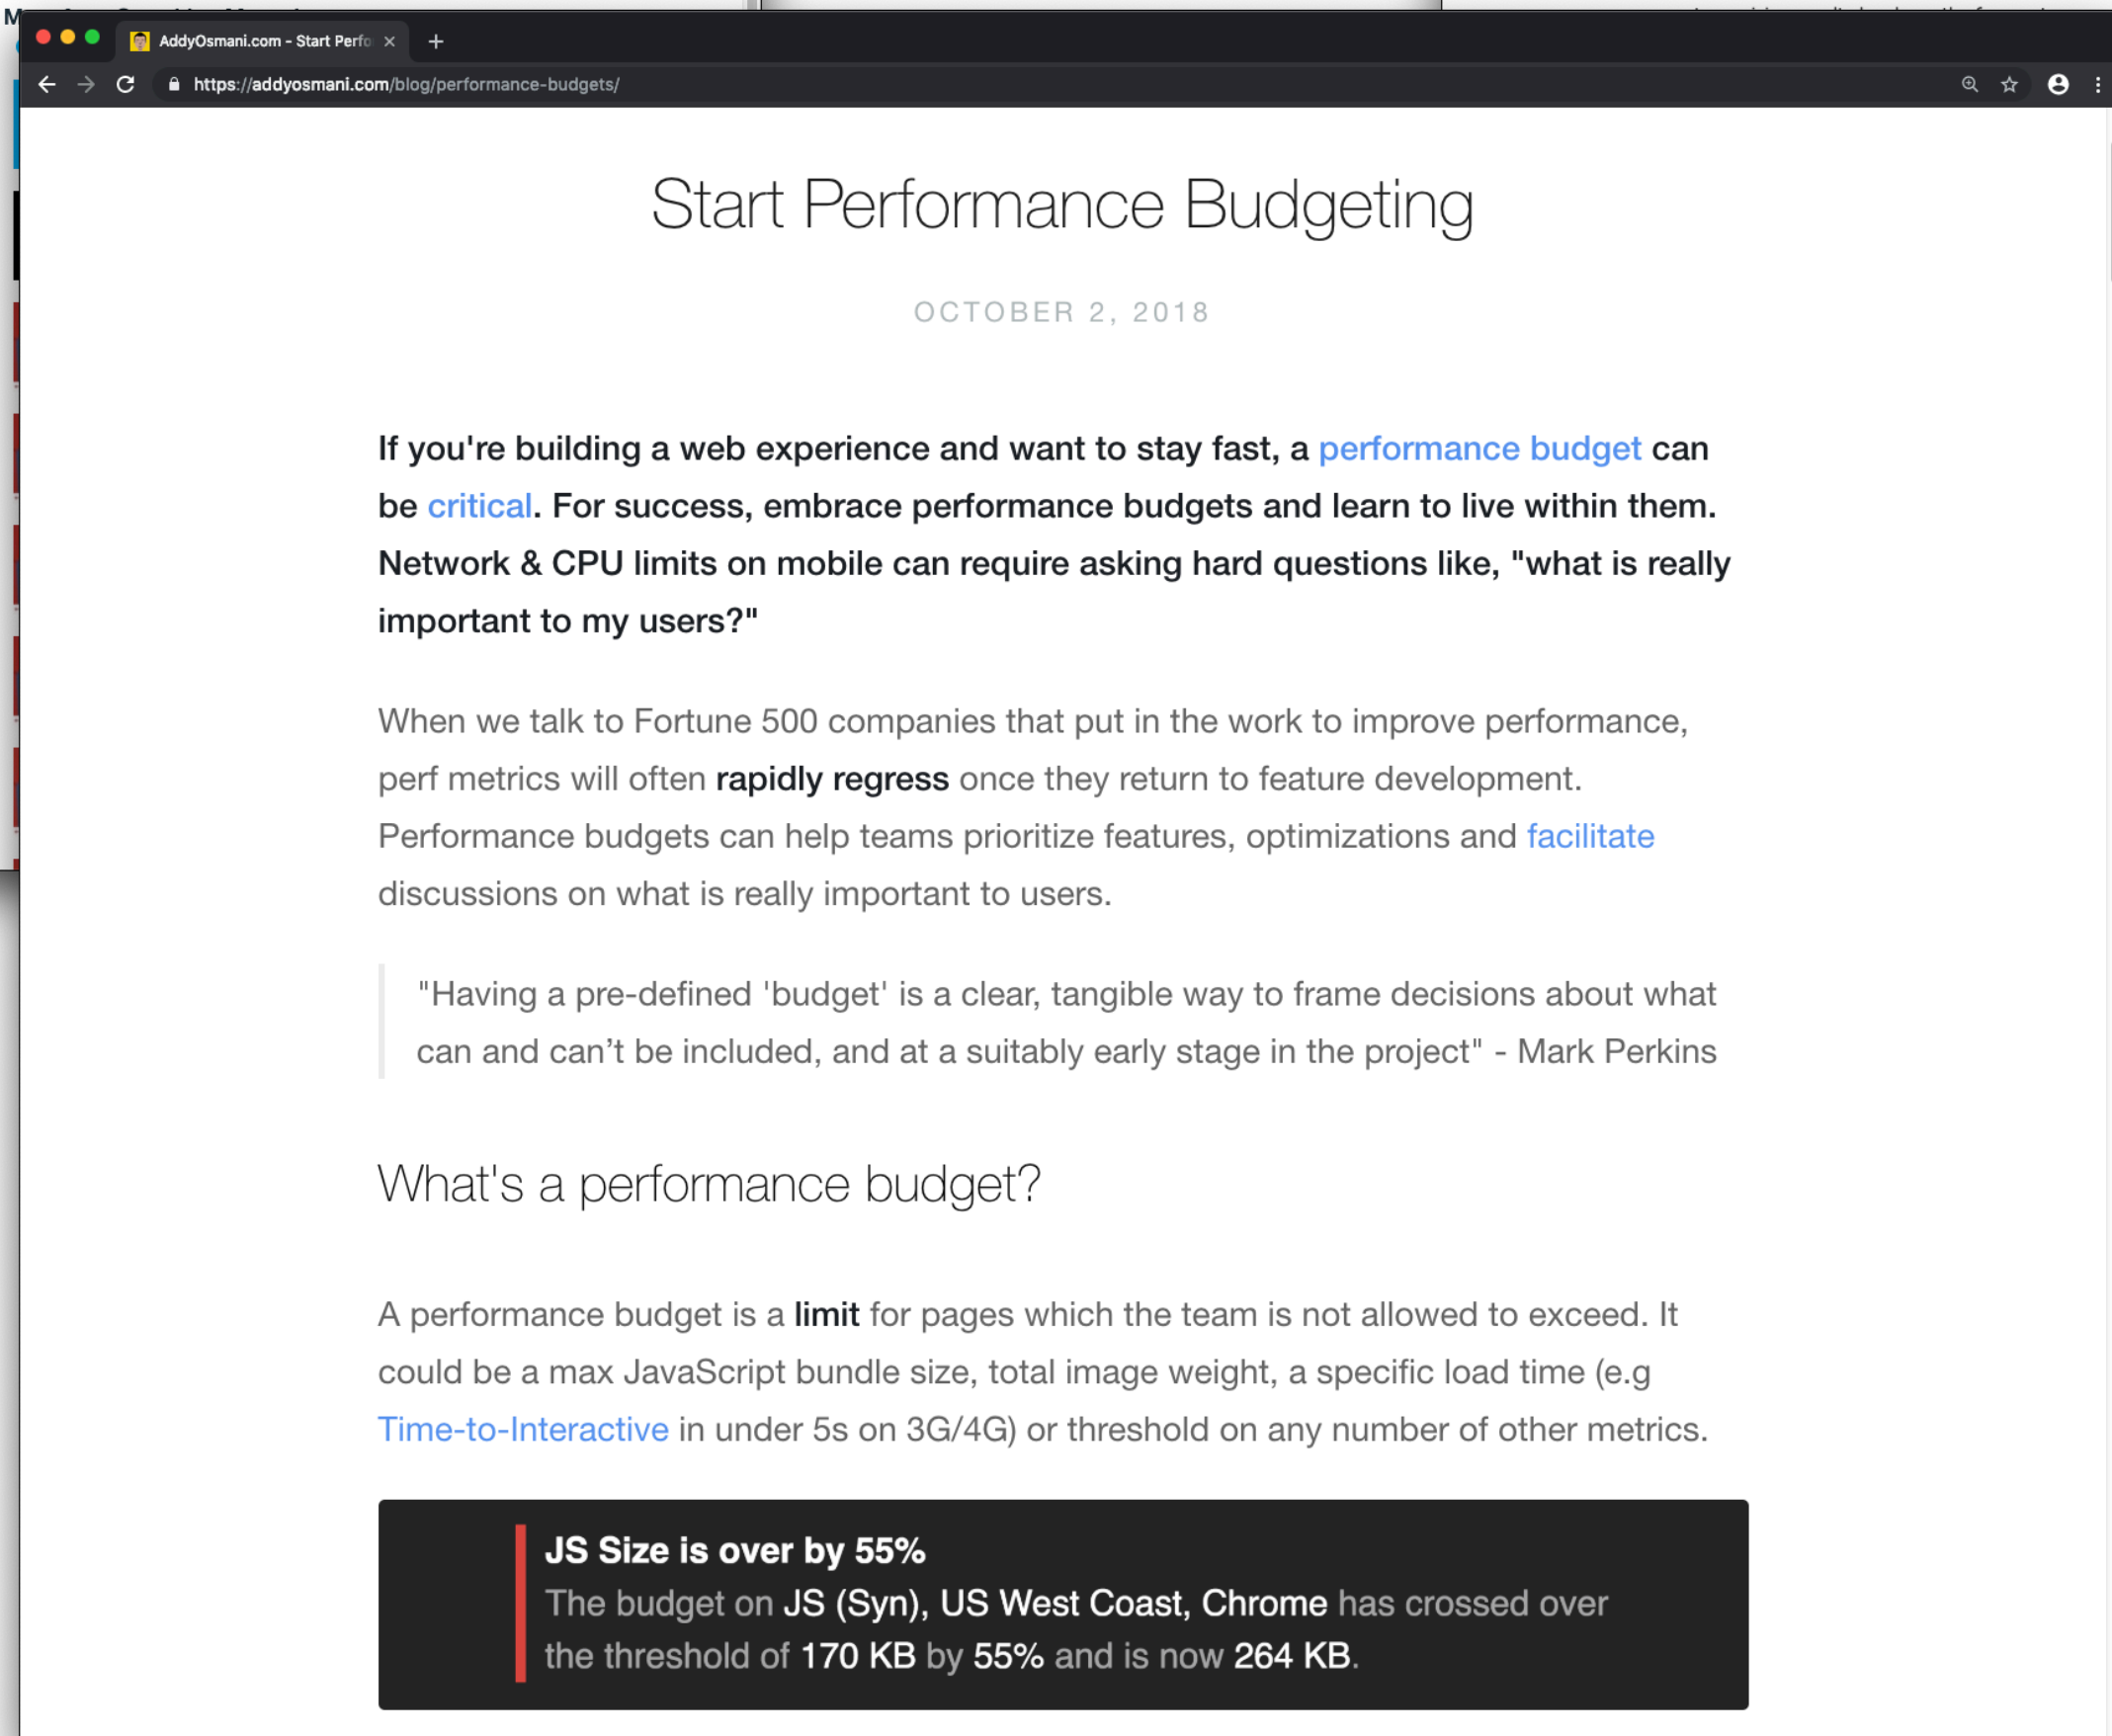 AddyOsmani.com - Start Perfo
https://addyosmani.com/blog/performance-budgets/
Start Performance Budgeting
OCTOBER 2, 2018
If you're building a web experience and want to stay fast, a performance budget can
be critical. For success, embrace performance budgets and learn to live within them.
Network & CPU limits on mobile can require asking hard questions like, "what is really
important to my users?"
When we talk to Fortune 500 companies that put in the work to improve performance,
perf metrics will often rapidly regress once they return to feature development.
Performance budgets can help teams prioritize features, optimizations and facilitate
discussions on what is really important to users.
"Having a pre-defined 'budget' is a clear, tangible way to frame decisions about what
can and can’t be included, and at a suitably early stage in the project" - Mark Perkins
What's a performance budget?
A performance budget is a limit for pages which the team is not allowed to exceed. It
could be a max JavaScript bundle size, total image weight, a specific load time (e.g
Time-to-Interactive in under 5s on 3G/4G) or threshold on any number of other metrics.
JS Size is over by 55%
The budget on JS (Syn), US West Coast, Chrome has crossed over
the threshold of 170 KB by 55% and is now 264 KB.